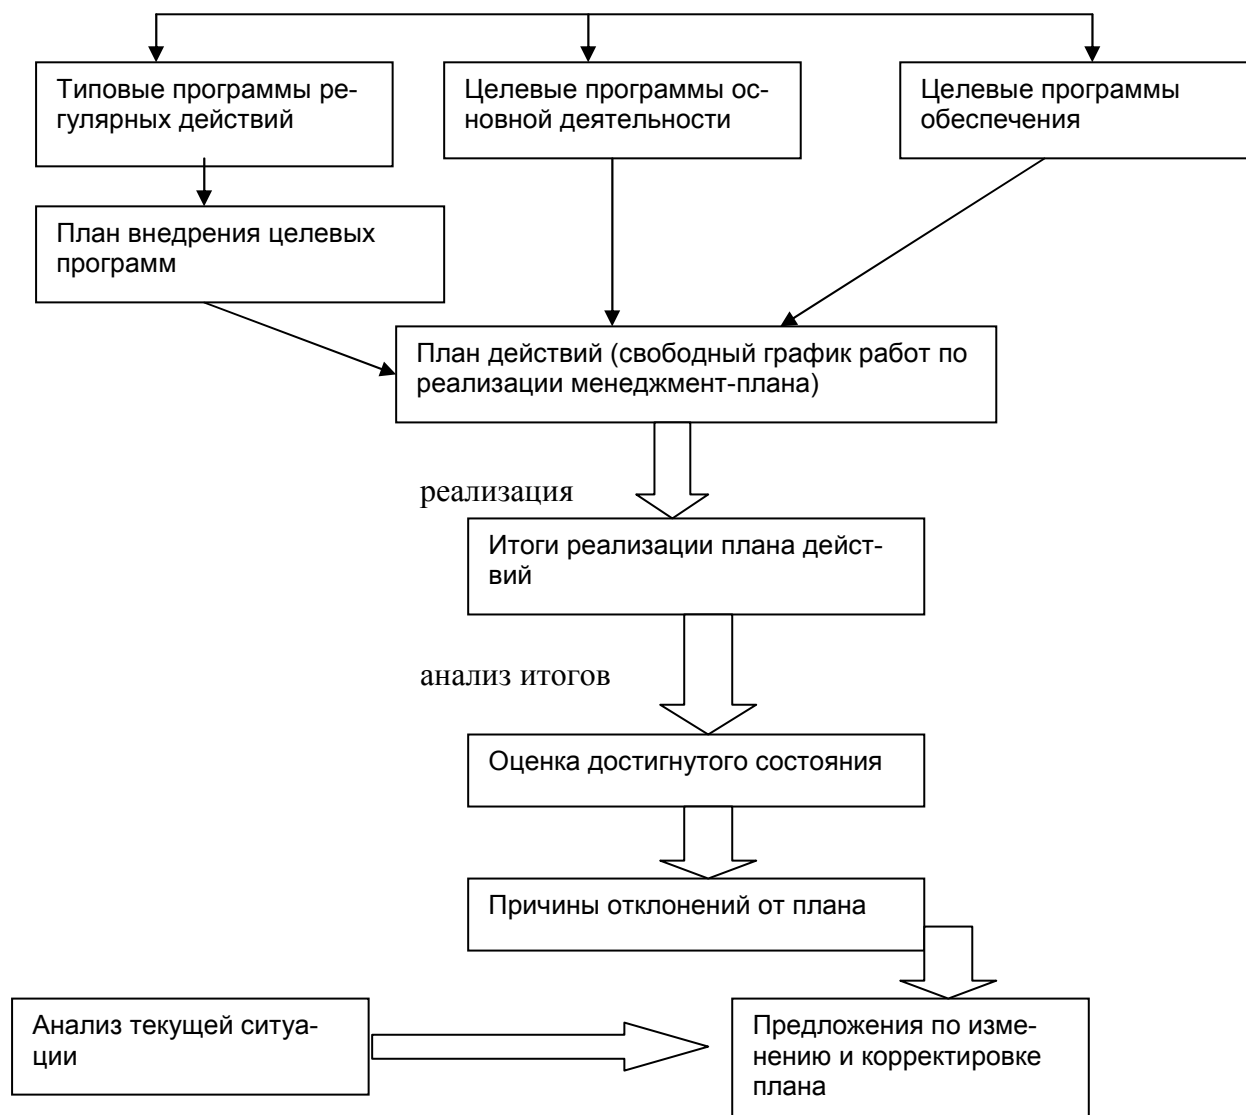 Типовые программы ре-
гулярных действий
Целевые программы ос-
новной деятельности
Целевые программы
обеспечения
План внедрения целевых
программ
План действий (свободный график работ по
реализации менеджмент-плана)
реализация
Итоги реализации плана дейст-
вий
анализ итогов
Оценка достигнутого состояния
Причины отклонений от плана
Анализ текущей ситуа-
ции
Предложения по изме-
нению и корректировке
плана